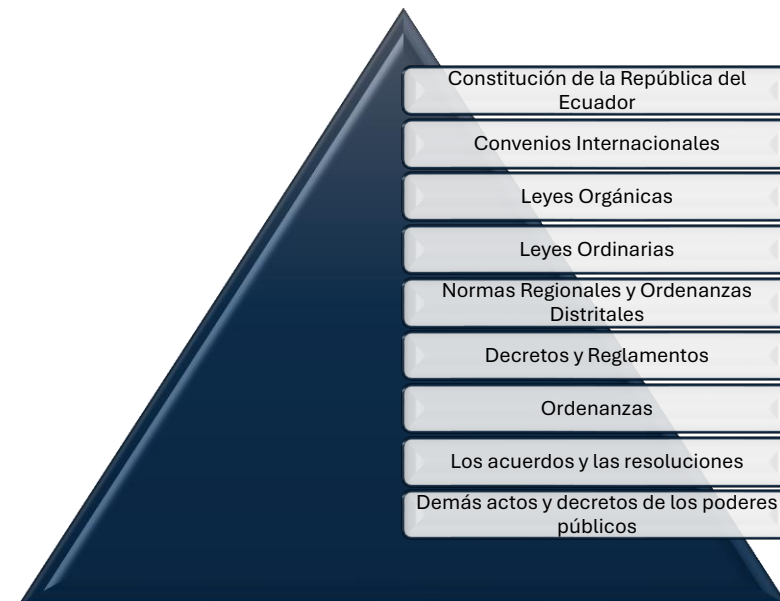 Constitución de la República del
Ecuador
Convenios Internacionales
Leyes Orgánicas
Leyes Ordinarias
Normas Regionales y Ordenanzas
Distritales
Decretos y Reglamentos
Ordenanzas
Los acuerdos y las resoluciones
Demás actos y decretos de los poderes
públicos